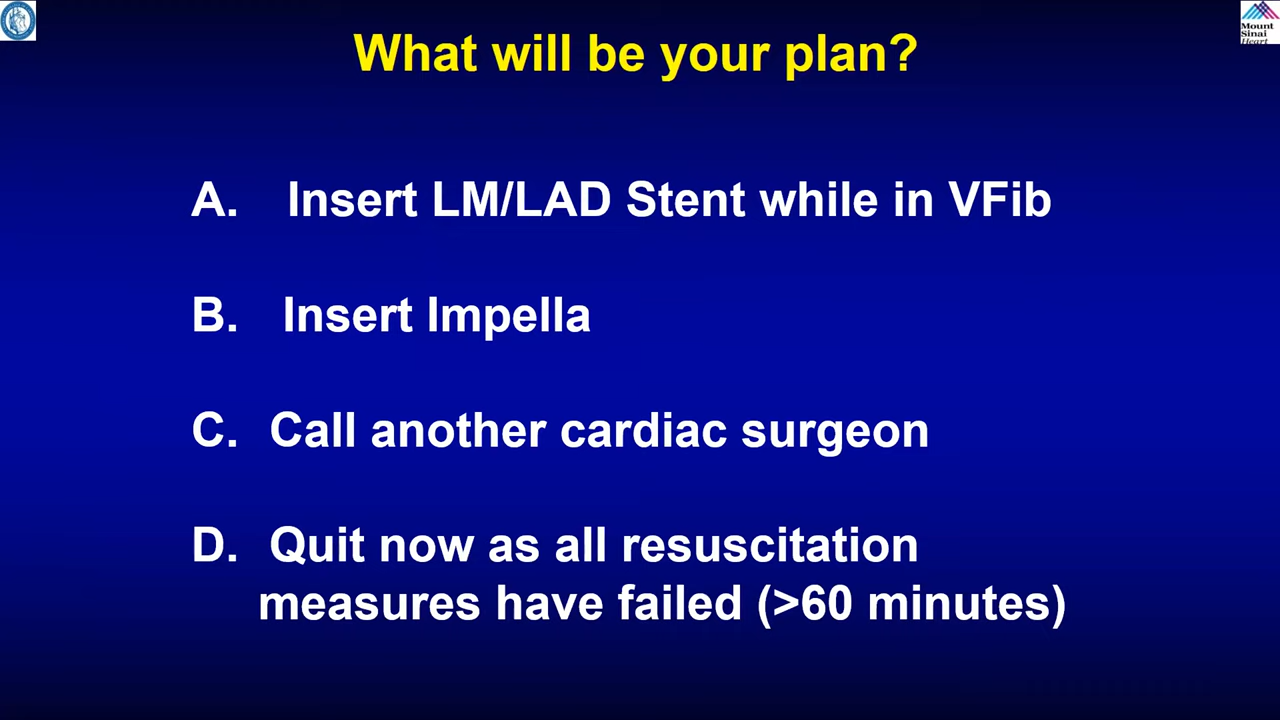 What will be your plan?
Mount
Sinai
Heart
A. Insert LM/LAD Stent while in VFib
B. Insert Impella
C. Call another cardiac surgeon
D. Quit now as all resuscitation
measures have failed (>60 minutes)